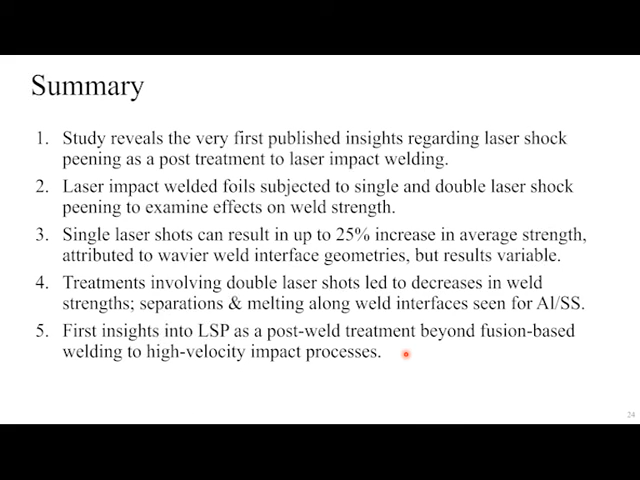 Summary
1. Study reveals the very first published insights regarding laser shock
peening as a post treatment to laser impact welding.
2. Laser impact welded foils subjected to single and double laser shock
peening to examine effects on weld strength.
3. Single laser shots can result in up to 25% increase in average strength,
attributed to wavier weld interface geometries, but results variable.
4. Treatments involving double laser shots led to decreases in weld
strengths; separations & melting along weld interfaces seen for Al/SS.
5. First insights into LSP as a post-weld treatment beyond fusion-based
welding to high-velocity impact processes.
24